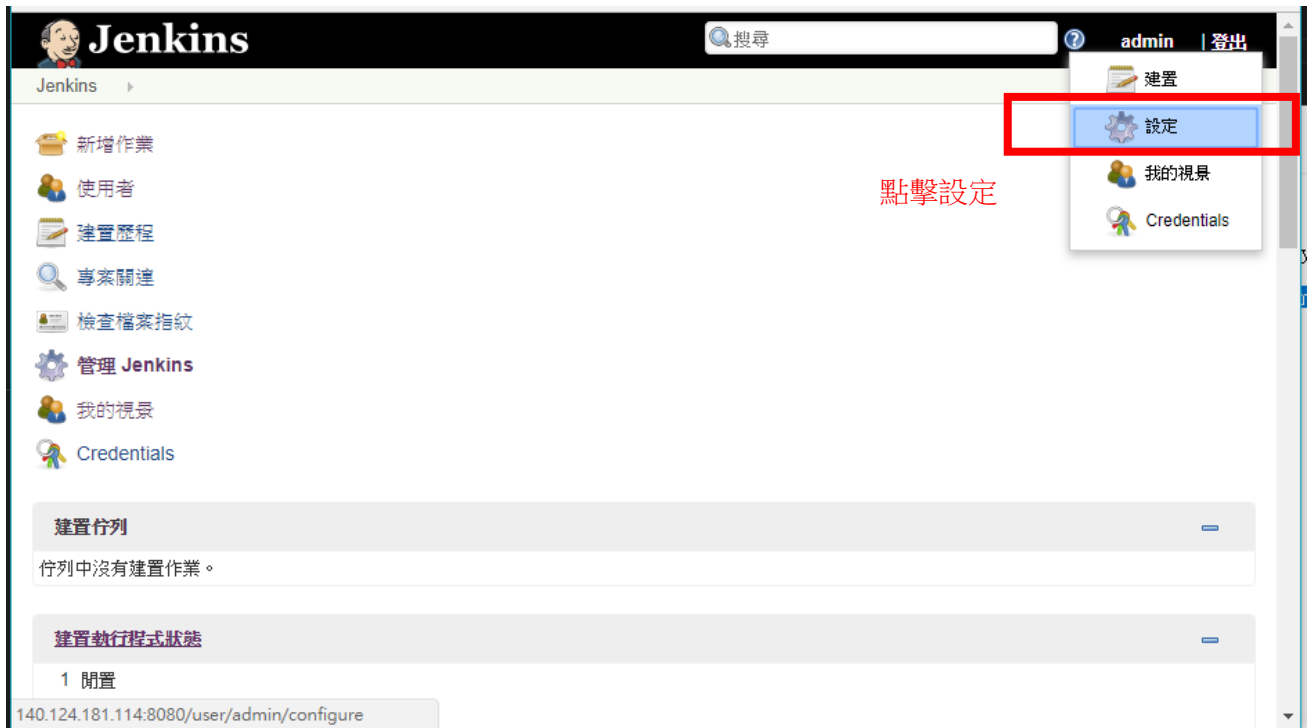 Jenkins
搜尋
admin | 登出
Jenkins
建置
設定
我的視景
Credentials
點擊設定
新增作業
使用者
建置歷程
專案關連
檢查檔案指紋
管理 Jenkins
我的視景
Credentials
建置佇列
佇列中沒有建置作業。
建置執行程式狀態
1 閒置
140.124.181.114:8080/user/admin/configure